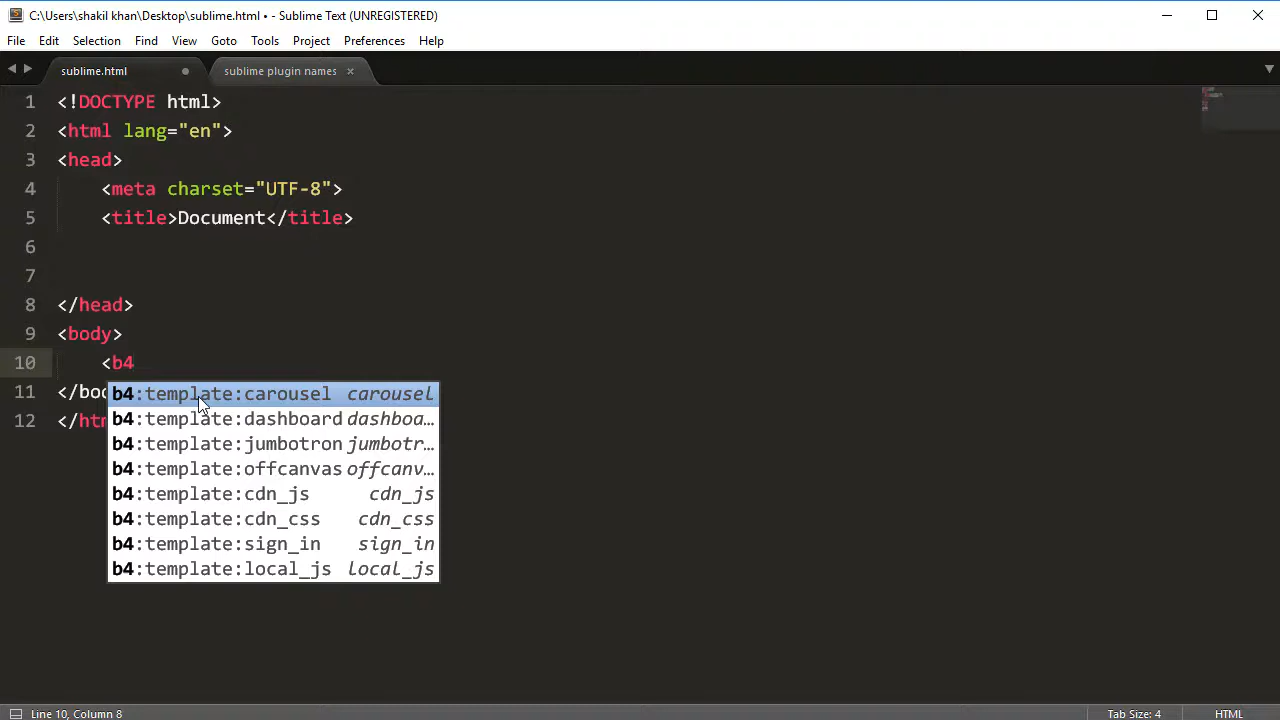 C:\Users\shakil khan\Desktop\sublime.html • - Sublime Text (UNREGISTERED)
File Edit Selection Find View Goto Tools Project Preferences Help
sublime.html sublime plugin names
1 <!DOCTYPE html>
2 <html lang="en">
3 <head>
4 <meta charset="UTF-8">
5 <title>Document</title>
6
7
8 </head>
9 <body>
10 <b4
11 </boc
12 </htm
b4:template:carousel carousel
b4:template:dashboard dashboa…
b4:template:jumbotron jumbotr…
b4:template:offcanvas offcanv…
b4:template:cdn_js cdn_js
b4:template:cdn_css cdn_css
b4:template:sign_in sign_in
b4:template:local_js local_js
Line 10, Column 8 Tab Size: 4 HTML